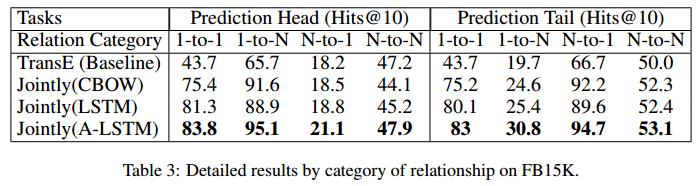 Tasks Prediction Head (Hits@10) Prediction Tail (Hits@10)
Relation Category 1-to-1 1-to-N N-to-1 N-to-N 1-to-1 1-to-N N-to-1 N-to-N
TransE (Baseline) 43.7 65.7 18.2 47.2 43.7 19.7 66.7 50.0
Jointly(CBOW) 75.4 91.6 18.5 44.1 75.2 24.6 92.2 52.3
Jointly(LSTM) 81.3 88.9 18.8 45.2 80.1 25.4 89.6 52.4
Jointly(A-LSTM) 83.8 95.1 21.1 47.9 83 30.8 94.7 53.1
Table 3: Detailed results by category of relationship on FB15K.